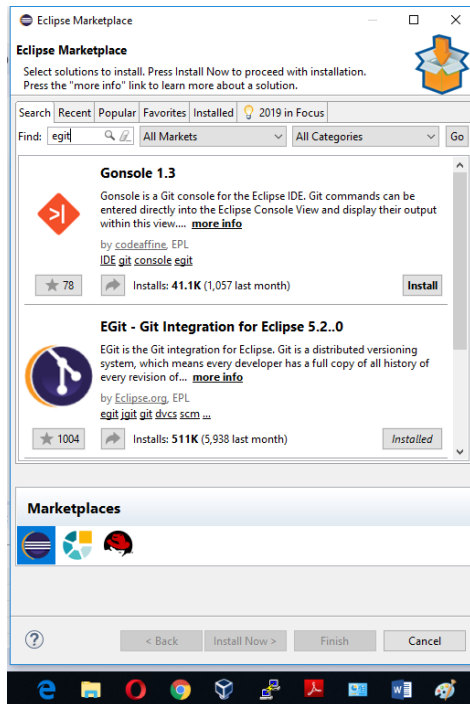 Eclipse Marketplace
Eclipse Marketplace
Select solutions to install. Press Install Now to proceed with installation.
Press the "more info" link to learn more about a solution.
Search Recent Popular Favorites Installed 2019 in Focus
Find: egit All Markets All Categories Go
Gonsole 1.3
Gonsole is a Git console for the Eclipse IDE. Git commands can be
entered directly into the Eclipse Console View and display their output
within this view.... more info
by codeaffine, EPL
IDE git console egit
78 Installs: 41.1K (1,057 last month) Install
EGit - Git Integration for Eclipse 5.2..0
EGit is the Git integration for Eclipse. Git is a distributed versioning
system, which means every developer has a full copy of all history of
every revision of... more info
by Eclipse.org, EPL
egit jgit git dvcs scm ...
1004 Installs: 511K (5,938 last month) Installed
Marketplaces
? < Back Install Now > Finish Cancel